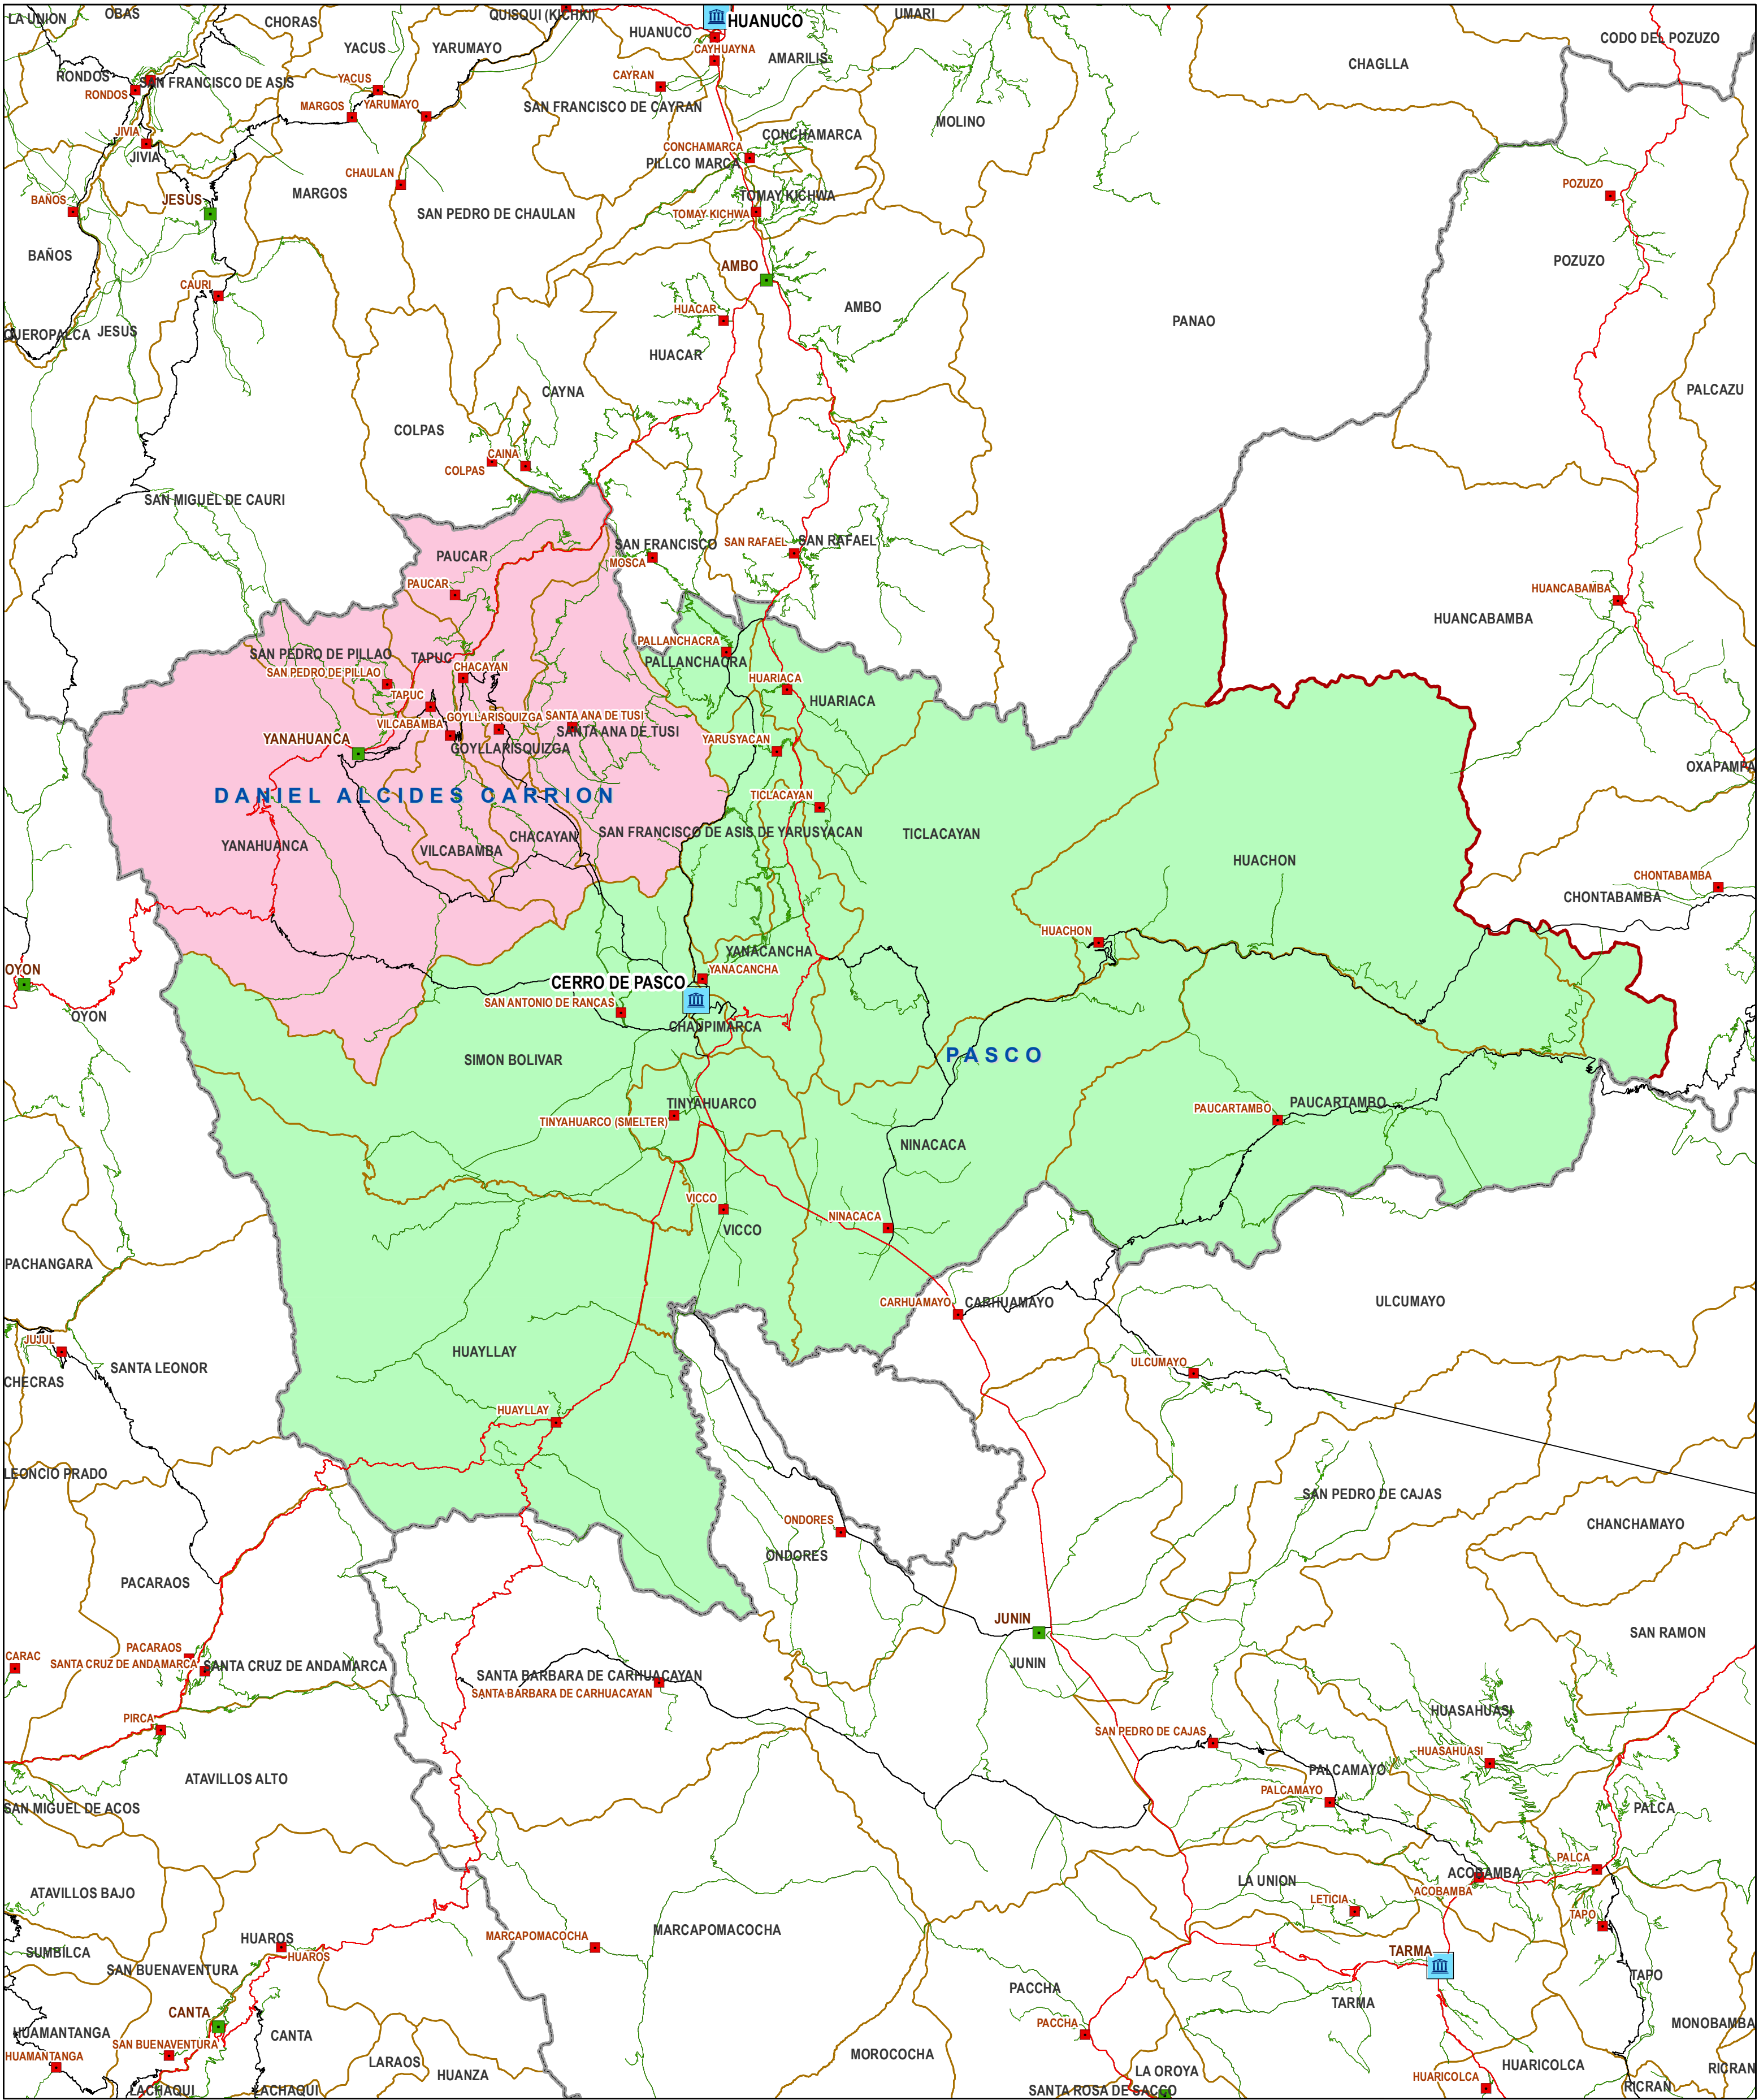 LA UNION
OBAS
CHORAS
QUISQUI (KICHKI)
HUANUCO
HUANUCO
UMARI
CODO DEL POZUZO
YACUS
YARUMAYO
CAYHUAYNA
AMARILIS
CHAGLLA
RONDOS
SAN FRANCISCO DE ASIS
YACUS
CAYRAN
RONDOS
MARGOS
YARUMAYO
SAN FRANCISCO DE CAYRAN
MOLINO
JIVIA
JIVIA
CONCHAMARCA
CONCHAMARCA
PILLCO MARCA
CHAULAN
POZUZO
BAÑOS
JESUS
MARGOS
SAN PEDRO DE CHAULAN
TOMAY KICHWA
TOMAY KICHWA
BAÑOS
POZUZO
AMBO
CAURI
HUACAR
AMBO
PANAO
QUEROPALCA
JESUS
HUACAR
CAYNA
PALCAZU
COLPAS
CAINA
COLPAS
SAN MIGUEL DE CAURI
PAUCAR
SAN FRANCISCO
SAN RAFAEL
SAN RAFAEL
MOSCA
PAUCAR
HUANCABAMBA
HUANCABAMBA
PALLANCHACRA
SAN PEDRO DE PILLAO
TAPUC
PALLANCHACRA
SAN PEDRO DE PILLAO
CHACAYAN
HUARIACA
TAPUC
HUARIACA
VILCABAMBA
GOYLLARISQUIZGA
SANTA ANA DE TUSI
SANTA ANA DE TUSI
YANAHUANCA
GOYLLARISQUIZGA
YARUSYACAN
OXAPAMPA
DANIEL ALCIDES CARRION
TICLACAYAN
YANAHUANCA
VILCABAMBA
CHACAYAN
SAN FRANCISCO DE ASIS DE YARUSYACAN
TICLACAYAN
HUACHON
CHONTABAMBA
CHONTABAMBA
HUACHON
YANACANCHA
OYON
YANACANCHA
CERRO DE PASCO
SAN ANTONIO DE RANCAS
OYON
CHAUPIMARCA
SIMON BOLIVAR
PASCO
TINYAHUARCO
TINYAHUARCO (SMELTER)
PAUCARTAMBO
PAUCARTAMBO
NINACACA
VICCO
NINACACA
VICCO
PACHANGARA
CARHUAMAYO
CARHUAMAYO
ULCUMAYO
JUJUL
HUAYLLAY
SANTA LEONOR
CHECRAS
ULCUMAYO
HUAYLLAY
LEONCIO PRADO
SAN PEDRO DE CAJAS
ONDORES
CHANCHAMAYO
ONDORES
PACARAOS
JUNIN
SAN RAMON
PACARAOS
CARAC
SANTA CRUZ DE ANDAMARCA
SANTA CRUZ DE ANDAMARCA
SANTA BARBARA DE CARHUACAYAN
SANTA BARBARA DE CARHUACAYAN
JUNIN
PIRCA
HUASAHUASI
SAN PEDRO DE CAJAS
HUASAHUASI
ATAVILLOS ALTO
PALCAMAYO
PALCAMAYO
SAN MIGUEL DE ACOS
PALCA
PALCA
ACOBAMBA
LA UNION
ACOBAMBA
ATAVILLOS BAJO
LETICIA
TAPO
MARCAPOMACOCHA
MARCAPOMACOCHA
HUAROS
HUAROS
SUMBILCA
TARMA
SAN BUENAVENTURA
TAPO
PACCHA
TARMA
CANTA
PACCHA
MONOBAMBA
HUAMANTANGA
CANTA
SAN BUENAVENTURA
HUAMANTANGA
MOROCOCHA
LARAOS
HUANZA
HUARICOLCA
RICRAN
LA OROYA
HUARICOLCA
LACHAQUI
LACHAQUI
SANTA ROSA DE SACCO
RICRAN